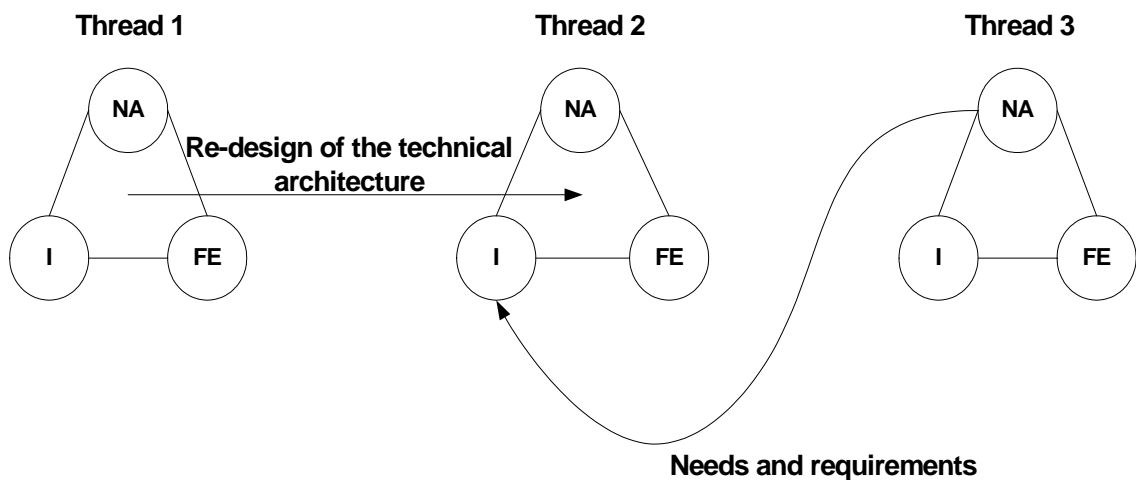 Thread 1
Thread 2
Thread 3
NA
NA
NA
Re-design of the technical
architecture
I
FE
I
FE
I
FE
Needs and requirements